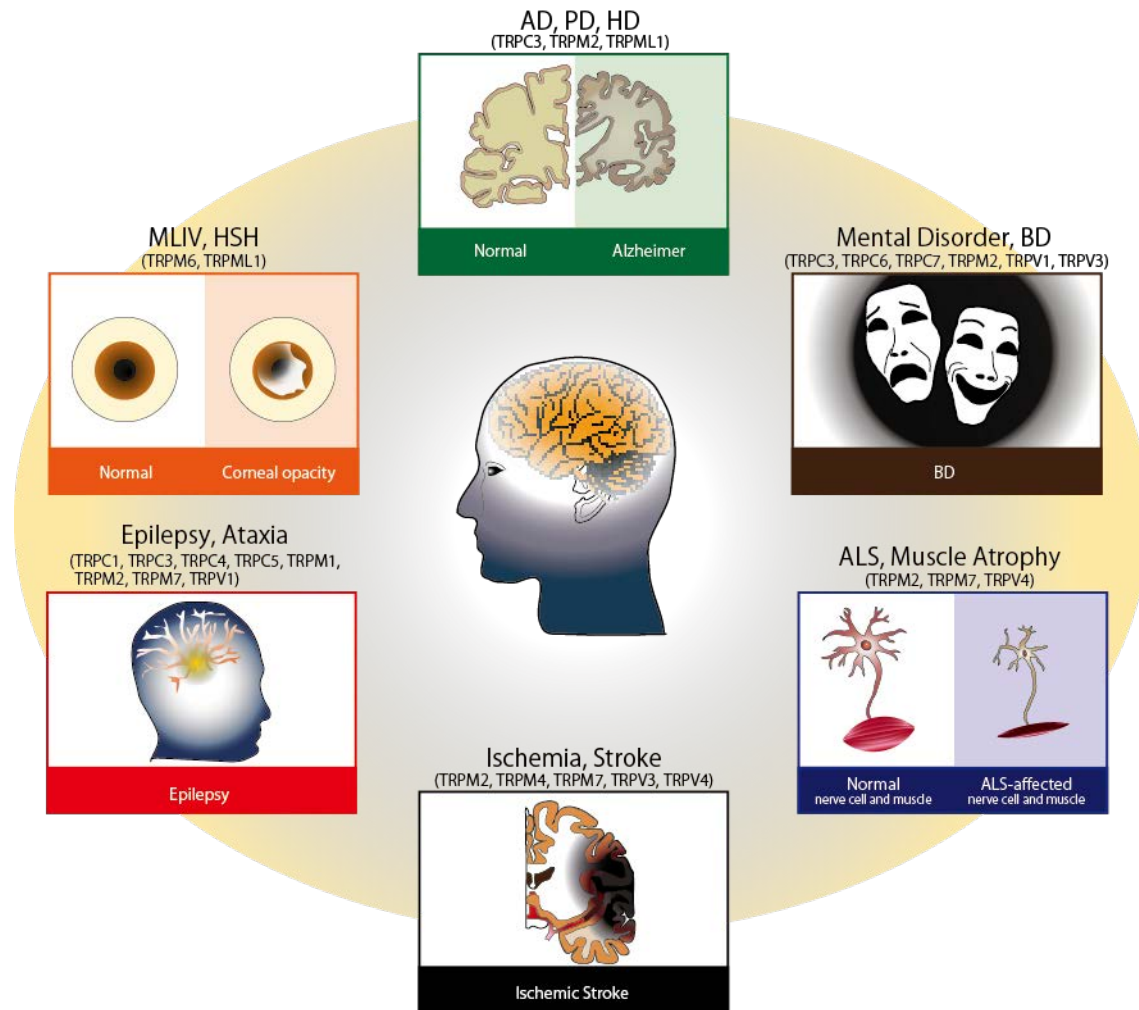 AD, PD, HD
(TRPC3, TRPM2, TRPML1)
Normal
Alzheimer
MLIV, HSH
(TRPM6, TRPML1)
Normal
Corneal opacity
Mental Disorder, BD
(TRPC3, TRPC6, TRPC7, TRPM2, TRPV1, TRPV3)
BD
Epilepsy, Ataxia
(TRPC1, TRPC3, TRPC4, TRPC5, TRPM1,
TRPM2, TRPM7, TRPV1)
Epilepsy
ALS, Muscle Atrophy
(TRPM2, TRPM7, TRPV4)
Normal
nerve cell and muscle
ALS-affected
nerve cell and muscle
Ischemia, Stroke
(TRPM2, TRPM4, TRPM7, TRPV3, TRPV4)
Ischemic Stroke